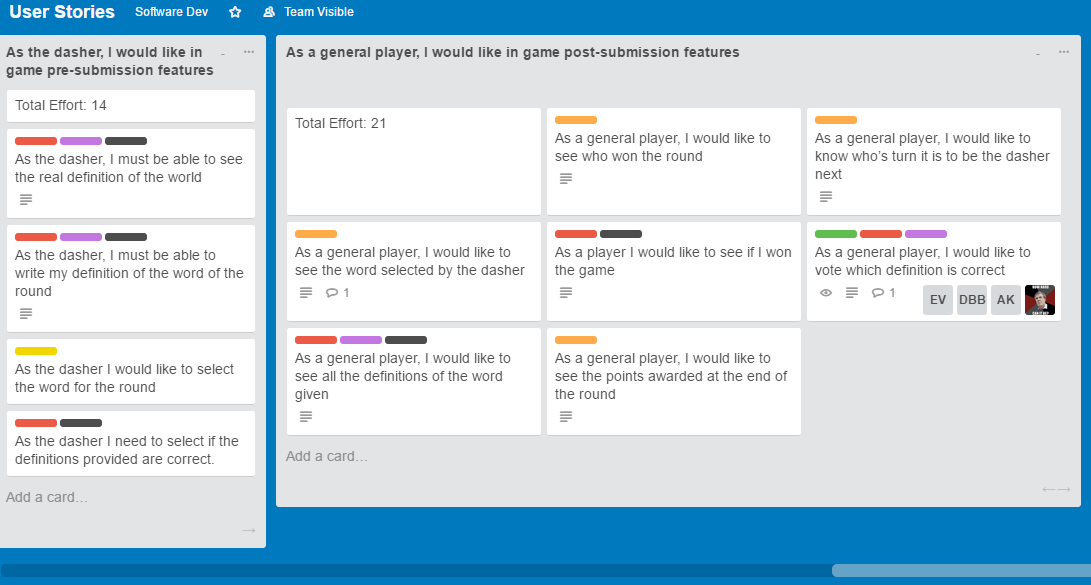 User Stories Software Dev Team Visible
As the dasher, I would like in
game pre-submission features
Total Effort: 14
As the dasher, I must be able to see
the real definition of the world
As the dasher, I must be able to
write my definition of the word of the
round
As the dasher I would like to select
the word for the round
As the dasher I need to select if the
definitions provided are correct.
Add a card…
As a general player, I would like in game post-submission features
Total Effort: 21
As a general player, I would like to
see who won the round
As a general player, I would like to
know who's turn it is to be the dasher
next
As a general player, I would like to
see the word selected by the dasher
1
As a player I would like to see if I won
the game
As a general player, I would like to
vote which definition is correct
1
EV DBB AK
As a general player, I would like to
see all the definitions of the word
given
As a general player, I would like to
see the points awarded at the end of
the round
Add a card…